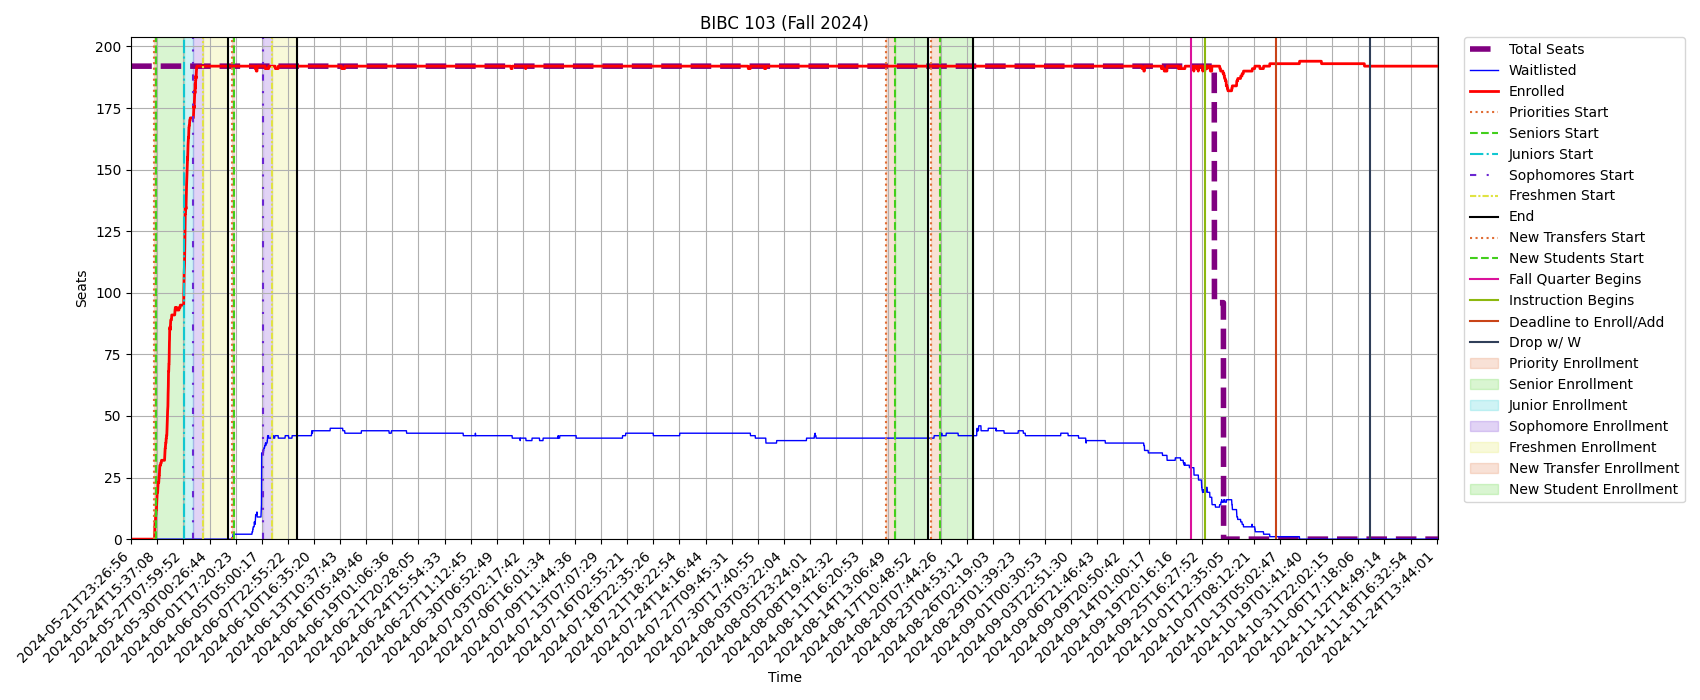 BIBC 103 (Fall 2024)
Seats
200
175
150
125
100
75
50
25
0
2024-05-21T23:26:56
2024-05-24T15:37:08
2024-05-27T07:59:52
2024-05-30T00:26:44
2024-06-01T17:20:23
2024-06-05T05:00:17
2024-06-07T22:55:22
2024-06-10T16:35:20
2024-06-13T10:37:43
2024-06-16T05:49:46
2024-06-19T01:06:36
2024-06-21T20:28:05
2024-06-24T15:54:33
2024-06-27T11:12:45
2024-06-30T06:52:49
2024-07-03T02:17:42
2024-07-06T16:01:34
2024-07-09T11:44:36
2024-07-13T07:07:29
2024-07-16T02:55:21
2024-07-18T22:35:26
2024-07-21T18:22:54
2024-07-24T14:16:44
2024-07-27T09:45:31
2024-07-30T17:40:55
2024-08-03T03:22:04
2024-08-05T23:24:01
2024-08-08T19:42:32
2024-08-11T16:20:53
2024-08-14T13:06:49
2024-08-17T10:48:52
2024-08-20T07:44:26
2024-08-23T04:53:12
2024-08-26T02:19:03
2024-08-29T01:39:23
2024-09-01T00:30:53
2024-09-03T22:51:30
2024-09-06T21:46:43
2024-09-09T20:50:42
2024-09-14T01:00:17
2024-09-19T20:16:16
2024-09-25T16:27:52
2024-10-01T12:35:05
2024-10-07T08:12:21
2024-10-13T05:02:47
2024-10-19T01:41:40
2024-10-31T22:02:15
2024-11-06T17:18:06
2024-11-12T14:49:14
2024-11-18T16:32:54
2024-11-24T13:44:01
Time
Total Seats
Waitlisted
Enrolled
Priorities Start
Seniors Start
Juniors Start
Sophomores Start
Freshmen Start
End
New Transfers Start
New Students Start
Fall Quarter Begins
Instruction Begins
Deadline to Enroll/Add
Drop w/ W
Priority Enrollment
Senior Enrollment
Junior Enrollment
Sophomore Enrollment
Freshmen Enrollment
New Transfer Enrollment
New Student Enrollment